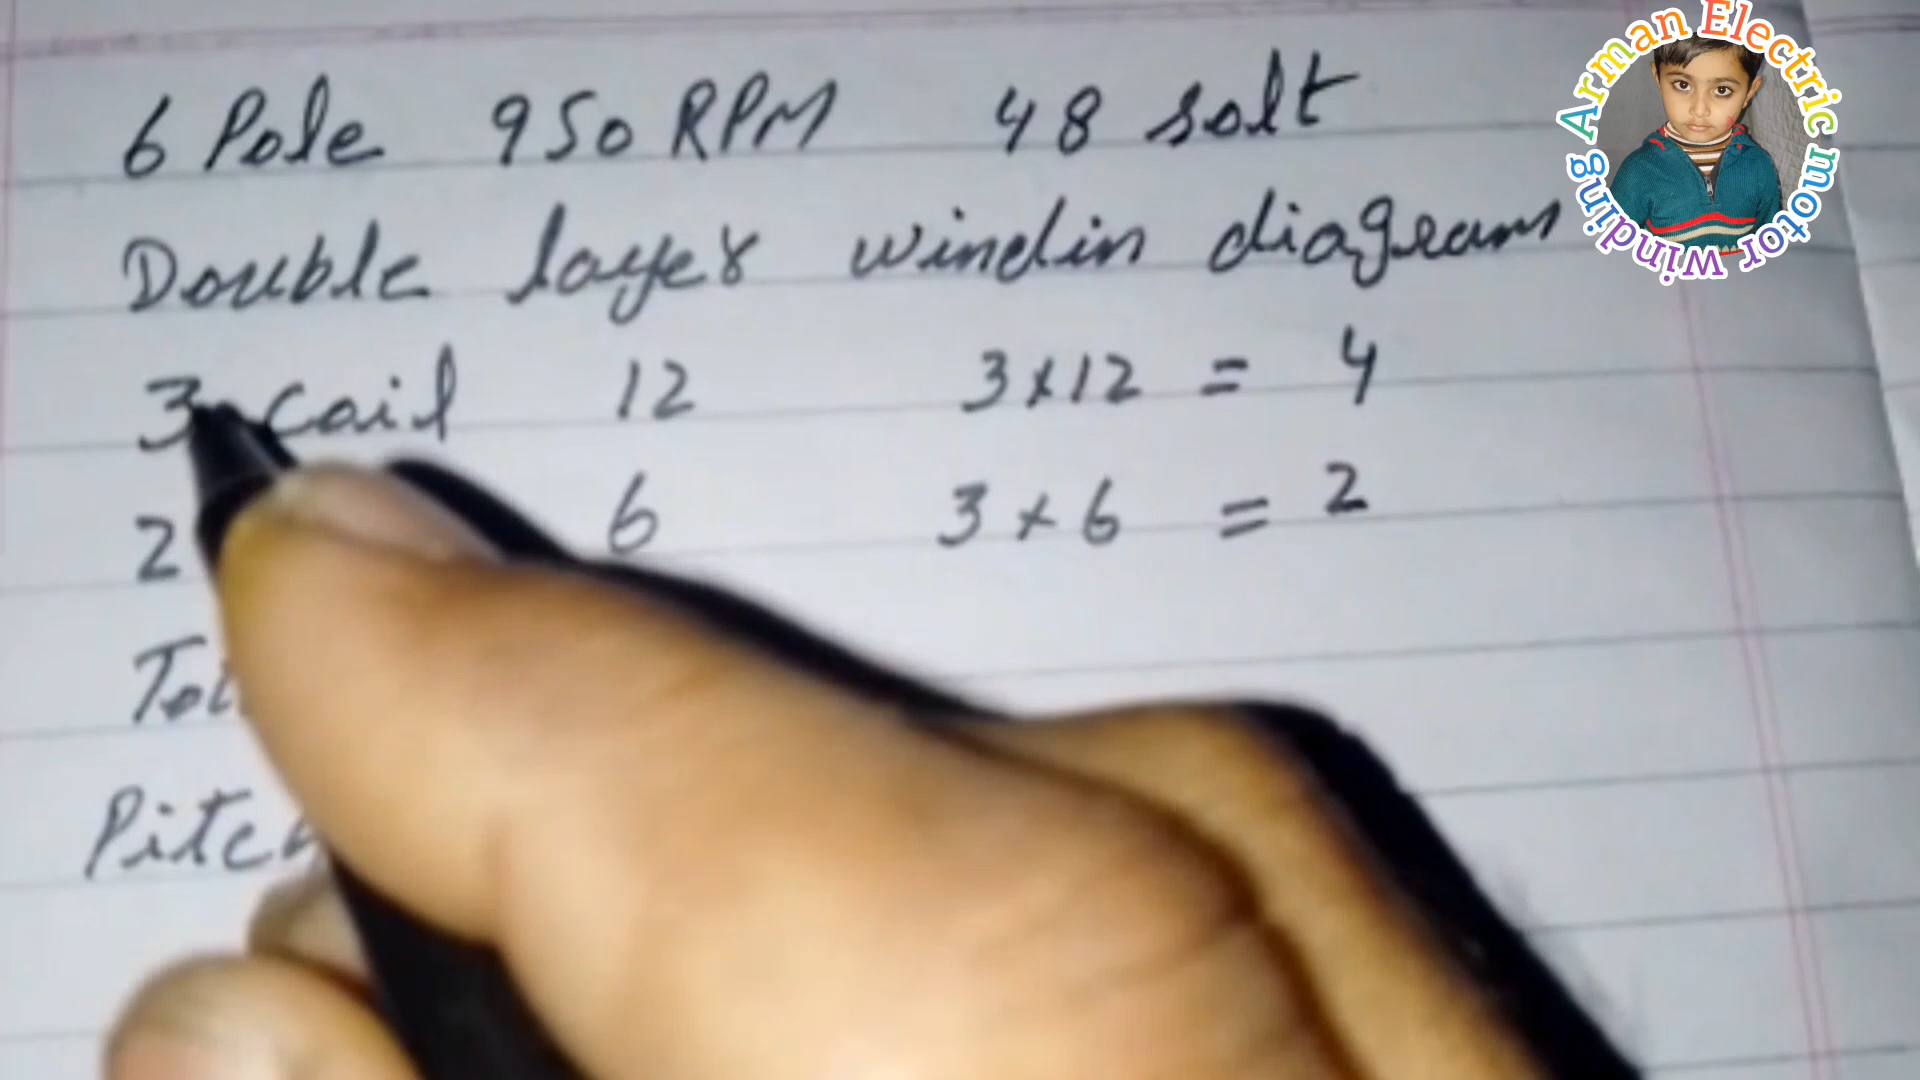 6 Pole 950 RPM 48 solt
Double layer windin diagram
3 Coil 12 3x12 = 4
2 6 3x6 = 2
Arman Electric motor winding